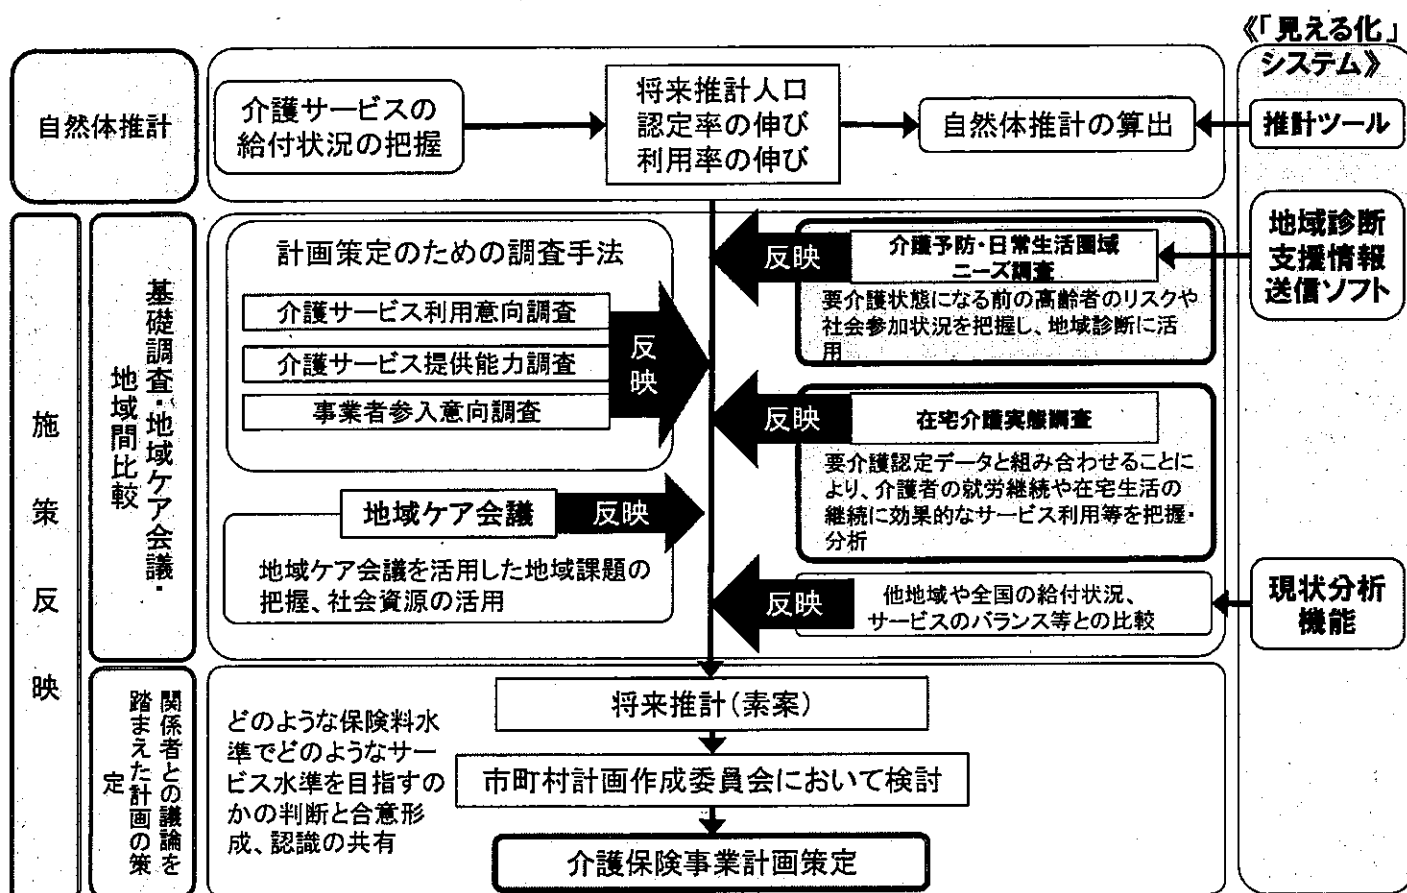 《「見える化」
システム》
自然体推計
介護サービスの
給付状況の把握
将来推計人口
認定率の伸び
利用率の伸び
自然体推計の算出
推計ツール
施策反映
基礎調査・地域ケア会議・
地域間比較
計画策定のための調査手法
介護サービス利用意向調査
介護サービス提供能力調査
事業者参入意向調査
反映
反映
介護予防・日常生活圏域
ニーズ調査
要介護状態になる前の高齢者のリスクや
社会参加状況を把握し、地域診断に活
用
地域診断
支援情報
送信ソフト
反映
在宅介護実態調査
要介護認定データと組み合わせることに
より、介護者の就労継続や在宅生活の
継続に効果的なサービス利用等を把握・
分析
地域ケア会議
反映
地域ケア会議を活用した地域課題の
把握、社会資源の活用
反映
他地域や全国の給付状況、
サービスのバランス等との比較
現状分析
機能
関係者との議論を
踏まえた計画の策
定
どのような保険料水
準でどのようなサー
ビス水準を目指すの
かの判断と合意形
成、認識の共有
将来推計(素案)
市町村計画作成委員会において検討
介護保険事業計画策定